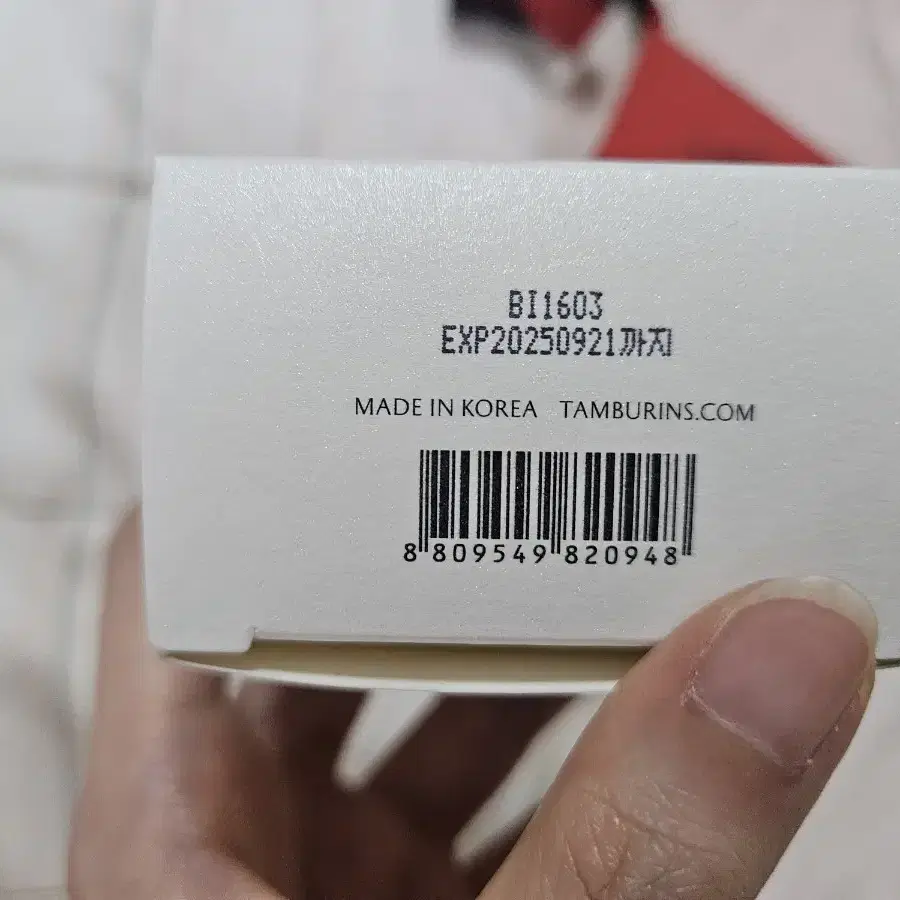 BI1603
EXP20250921까지
MADE IN KOREA TAMBURINS.COM
8 809549 820948